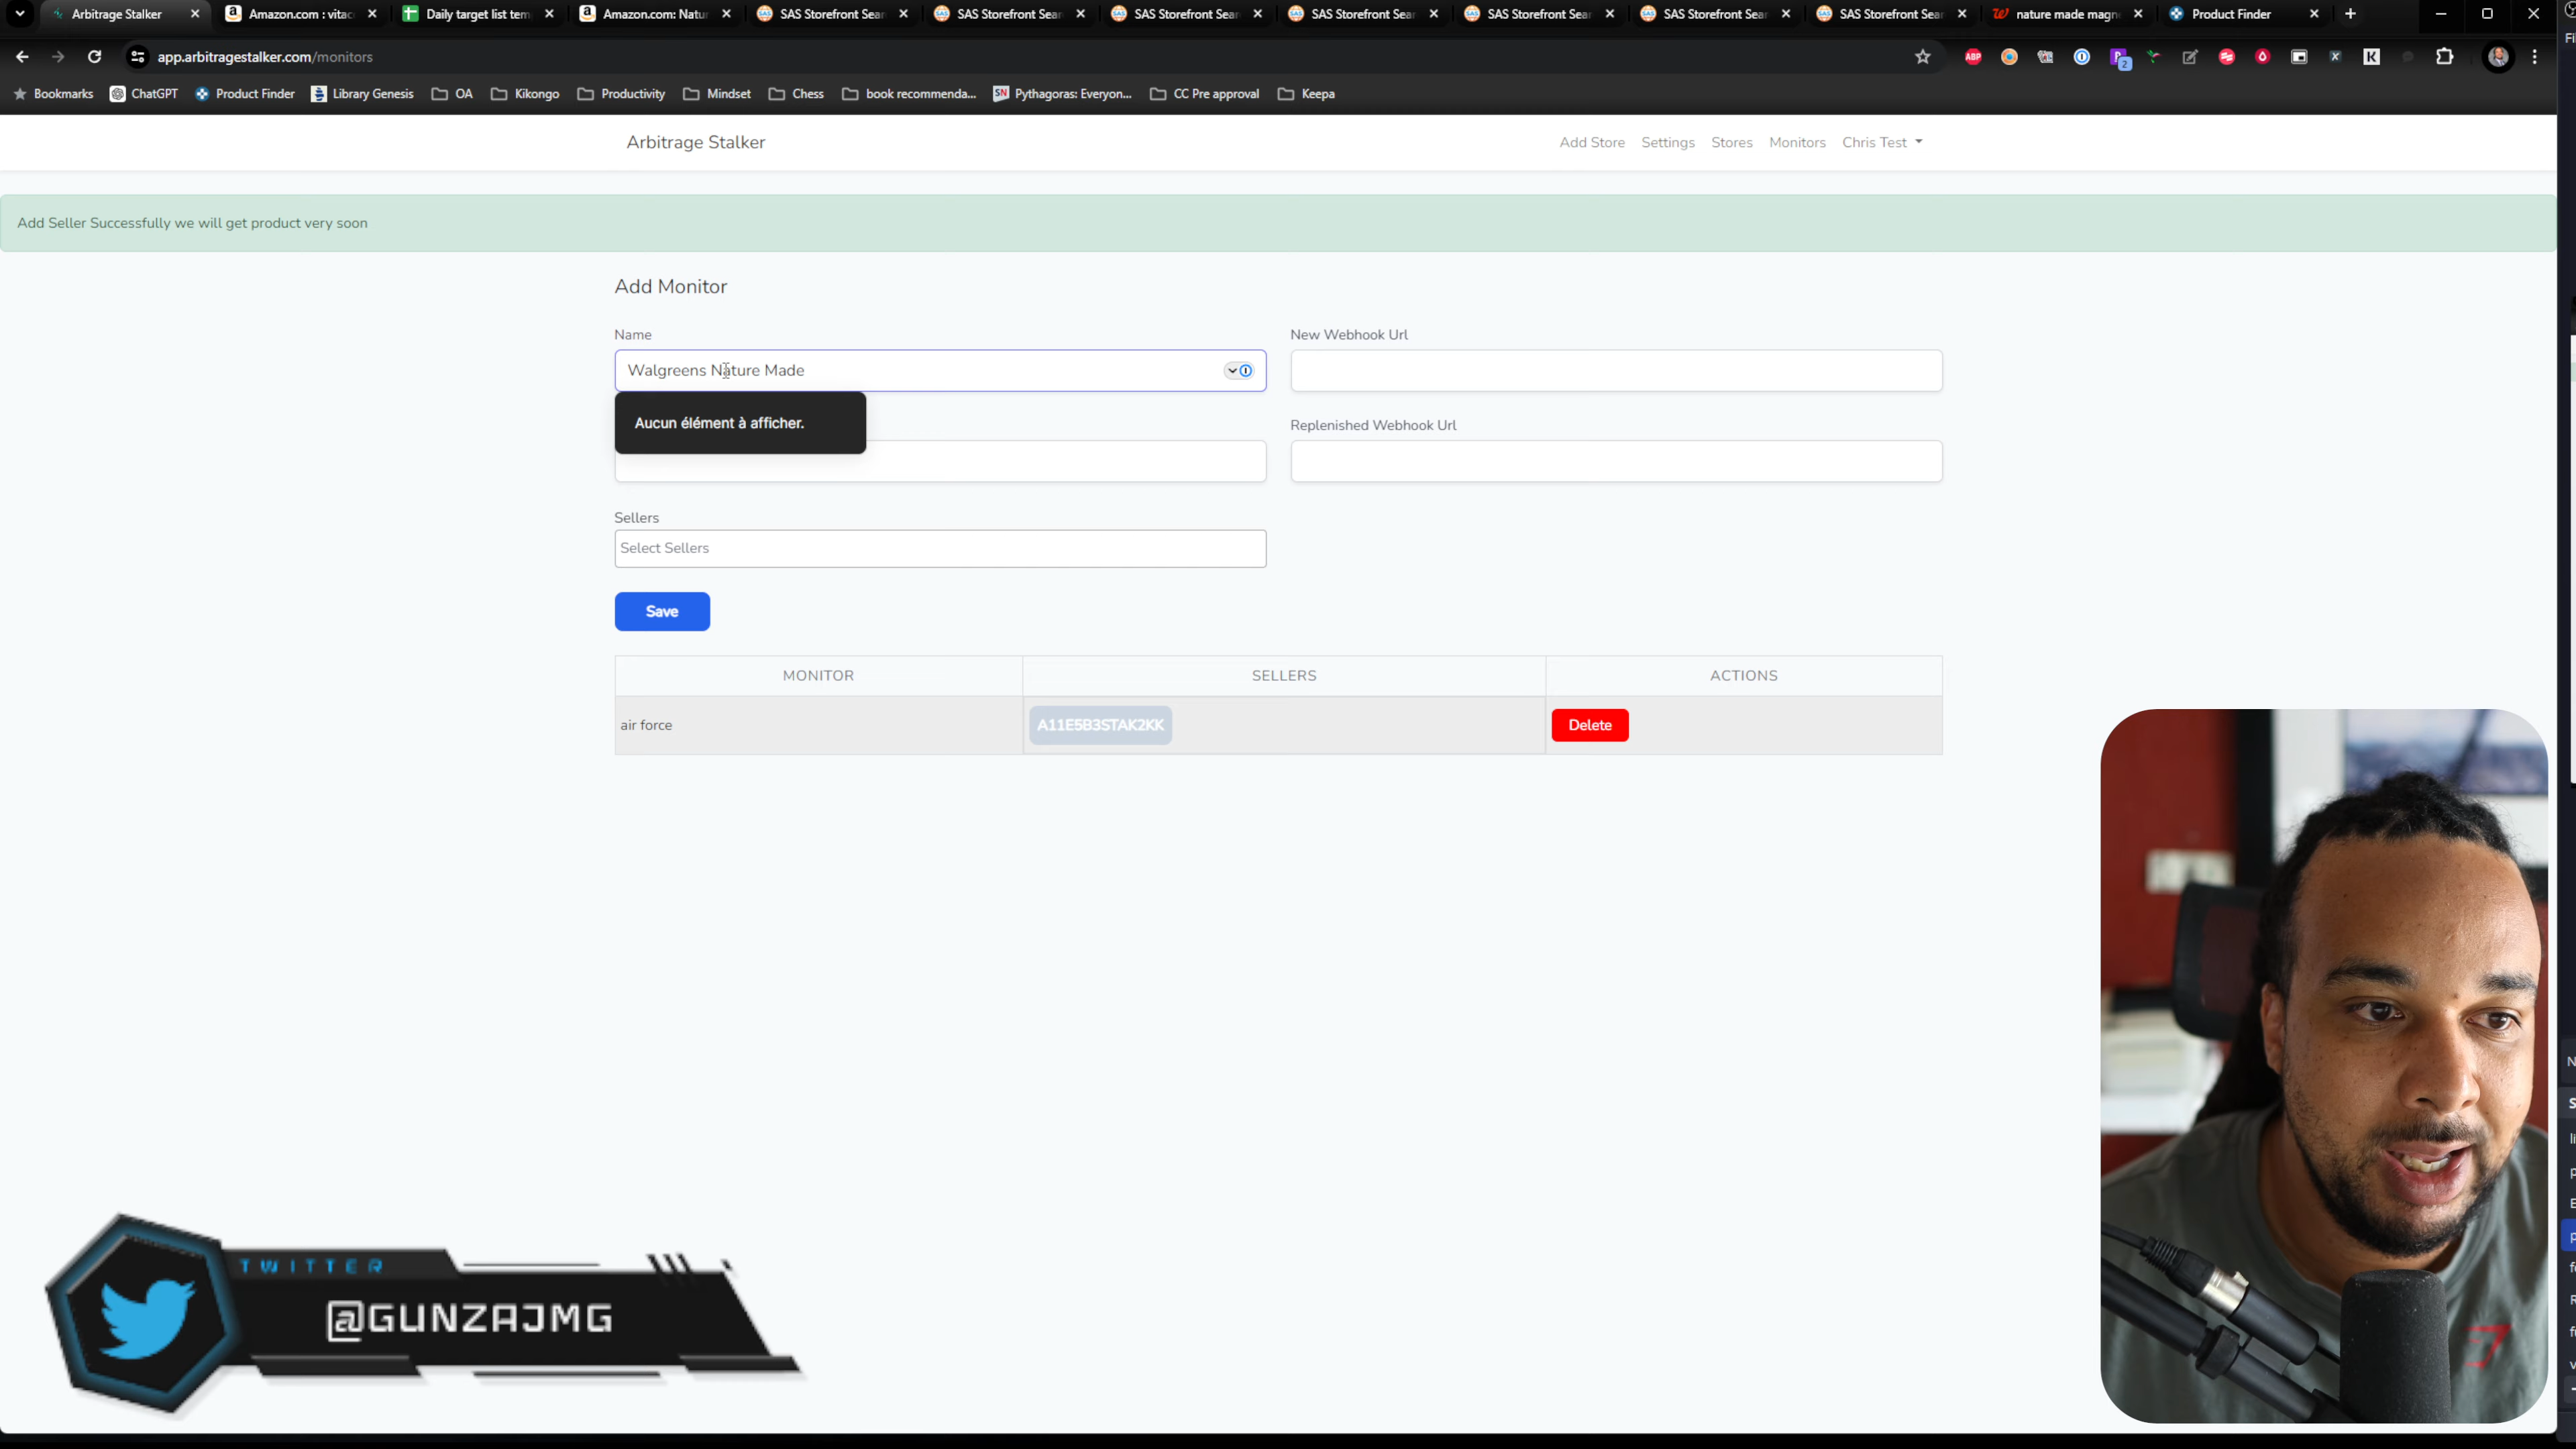 Arbitrage Stalker
Amazon.com : vitac
Daily target list tem
Amazon.com: Natur
SAS Storefront Sear
SAS Storefront Sear
SAS Storefront Sear
SAS Storefront Sear
SAS Storefront Sear
SAS Storefront Sear
SAS Storefront Sear
nature made magn
Product Finder
app.arbitragestalker.com/monitors
ABP
2
K
Bookmarks
ChatGPT
Product Finder
Library Genesis
OA
Kikongo
Productivity
Mindset
Chess
book recommenda...
SN Pythagoras: Everyon...
CC Pre approval
Keepa
Arbitrage Stalker
Add Store
Settings
Stores
Monitors
Chris Test
Add Seller Successfully we will get product very soon
Add Monitor
Name
New Webhook Url
Walgreens Nature Made
Aucun élément à afficher.
Replenished Webhook Url
Sellers
Select Sellers
Save
MONITOR SELLERS ACTIONS
air force A11E5B3STAK2KK Delete
TWITTER
@GUNZAJMG